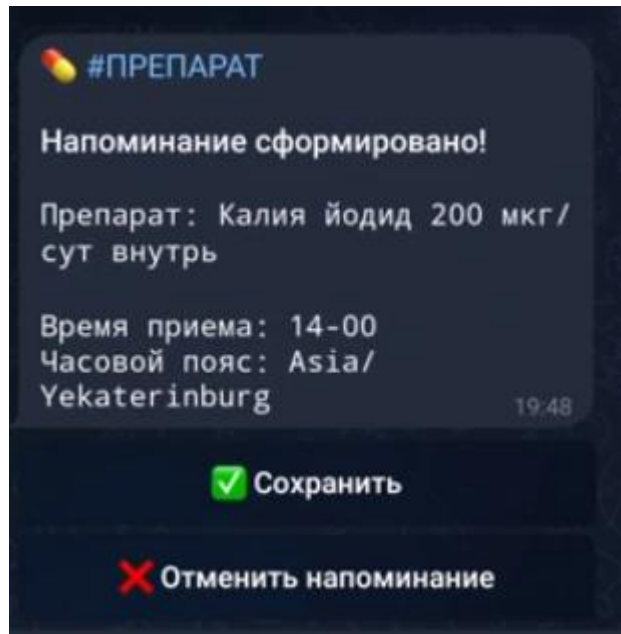 💊 #ПРЕПАРАТ
Напоминание сформировано!
Препарат: Калия йодид 200 мкг/
сут внутрь
Время приема: 14-00
Часовой пояс: Asia/
Yekaterinburg
19:48
✅ Сохранить
❌ Отменить напоминание